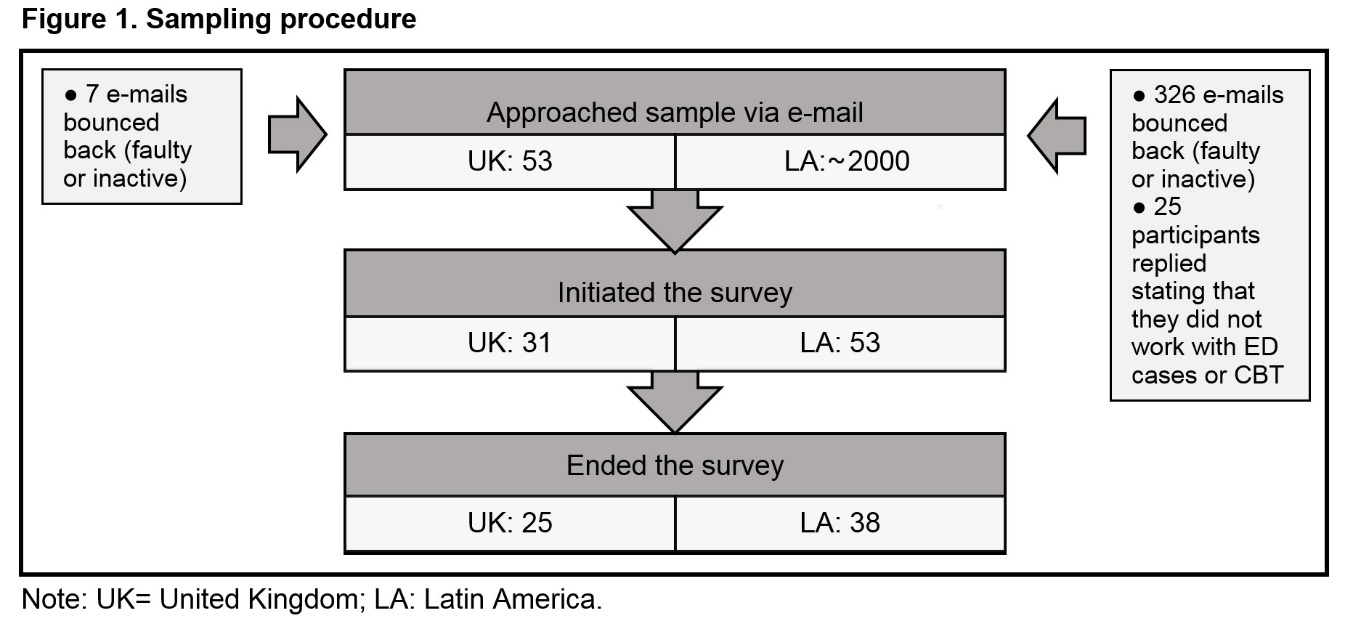 Figure 1. Sampling procedure
● 7 e-mails
bounced
back (faulty
or inactive)
Approached sample via e-mail
UK: 53
LA:~2000
● 326 e-mails
bounced
back (faulty
or inactive)
● 25
participants
replied
stating that
they did not
work with ED
cases or CBT
Initiated the survey
UK: 31
LA: 53
Ended the survey
UK: 25
LA: 38
Note: UK= United Kingdom; LA: Latin America.